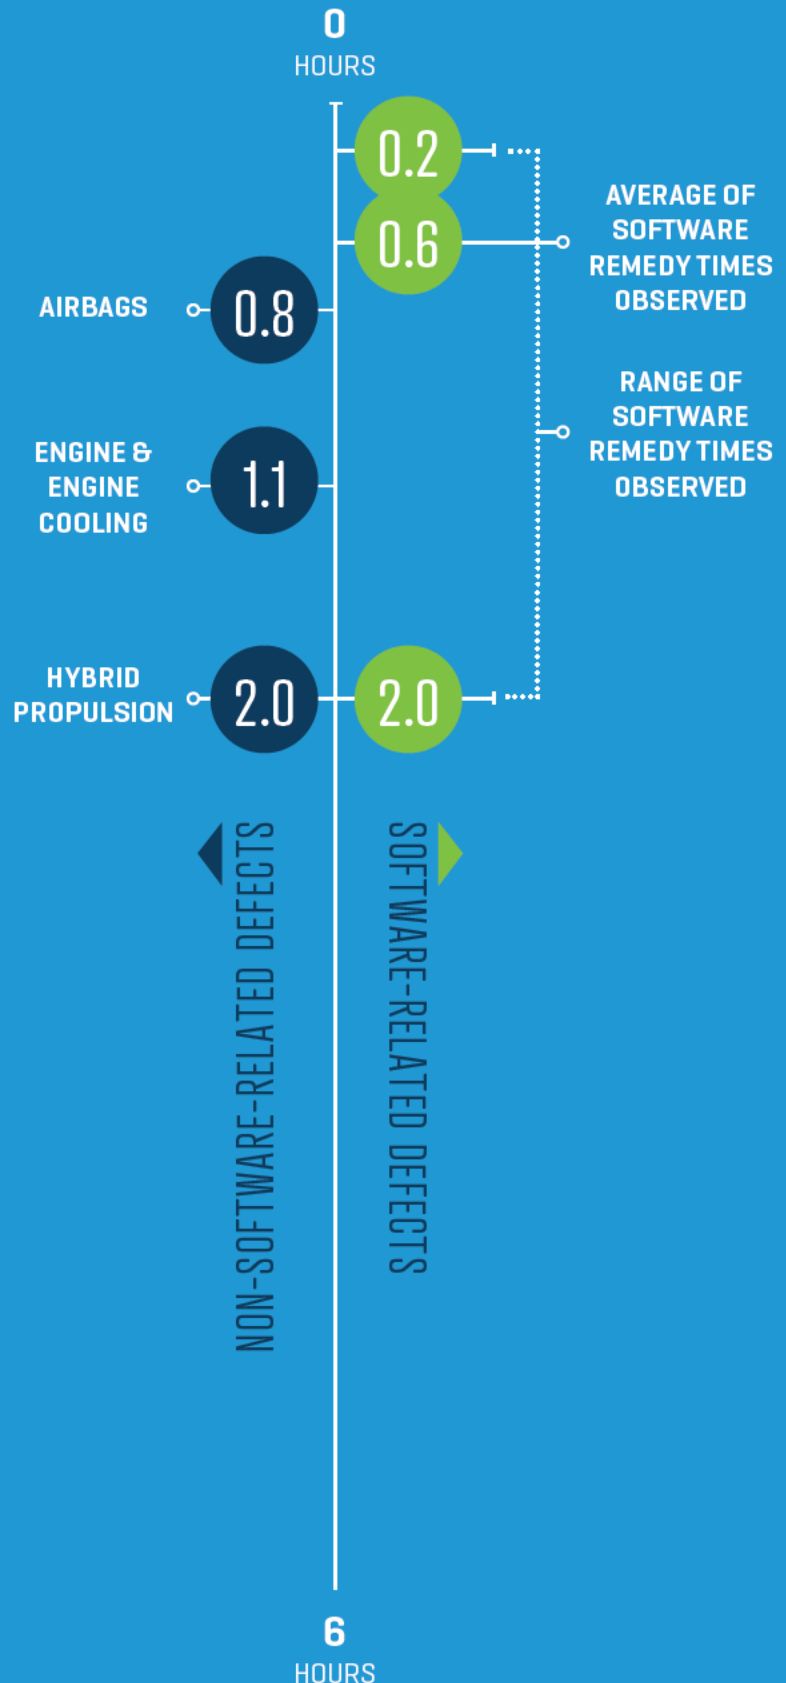 0
HOURS
0.2
0.6
AVERAGE OF
SOFTWARE
REMEDY TIMES
OBSERVED
AIRBAGS
0.8
RANGE OF
SOFTWARE
REMEDY TIMES
OBSERVED
ENGINE &
ENGINE
COOLING
1.1
HYBRID
PROPULSION
2.0
2.0
NON-SOFTWARE-RELATED DEFECTS
SOFTWARE-RELATED DEFECTS
6
HOURS